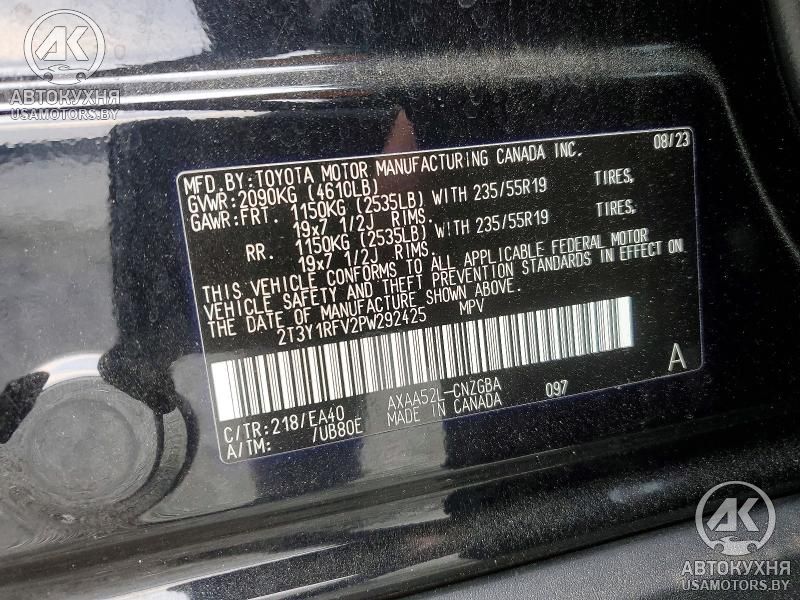 АК
АВТОКУХНЯ
USAMOTORS.BY
MFD.BY:TOYOTA MOTOR MANUFACTURING CANADA INC. 08/23
GVWR:2090KG (4610LB)
GAWR:FRT. 1150KG (2535LB) WITH 235/55R19 TIRES,
19x7 1/2J RIMS.
RR. 1150KG (2535LB) WITH 235/55R19 TIRES,
19x7 1/2J RIMS.
THIS VEHICLE CONFORMS TO ALL APPLICABLE FEDERAL MOTOR
VEHICLE SAFETY AND THEFT PREVENTION STANDARDS IN EFFECT ON
THE DATE OF MANUFACTURE SHOWN ABOVE.
2T3Y1RFV2PW292425 MPV
C/TR:218/EA40 AXAA52L-CNZGBA 097 A
A/TM: /UB80E MADE IN CANADA
АК
АВТОКУХНЯ
USAMOTORS.BY